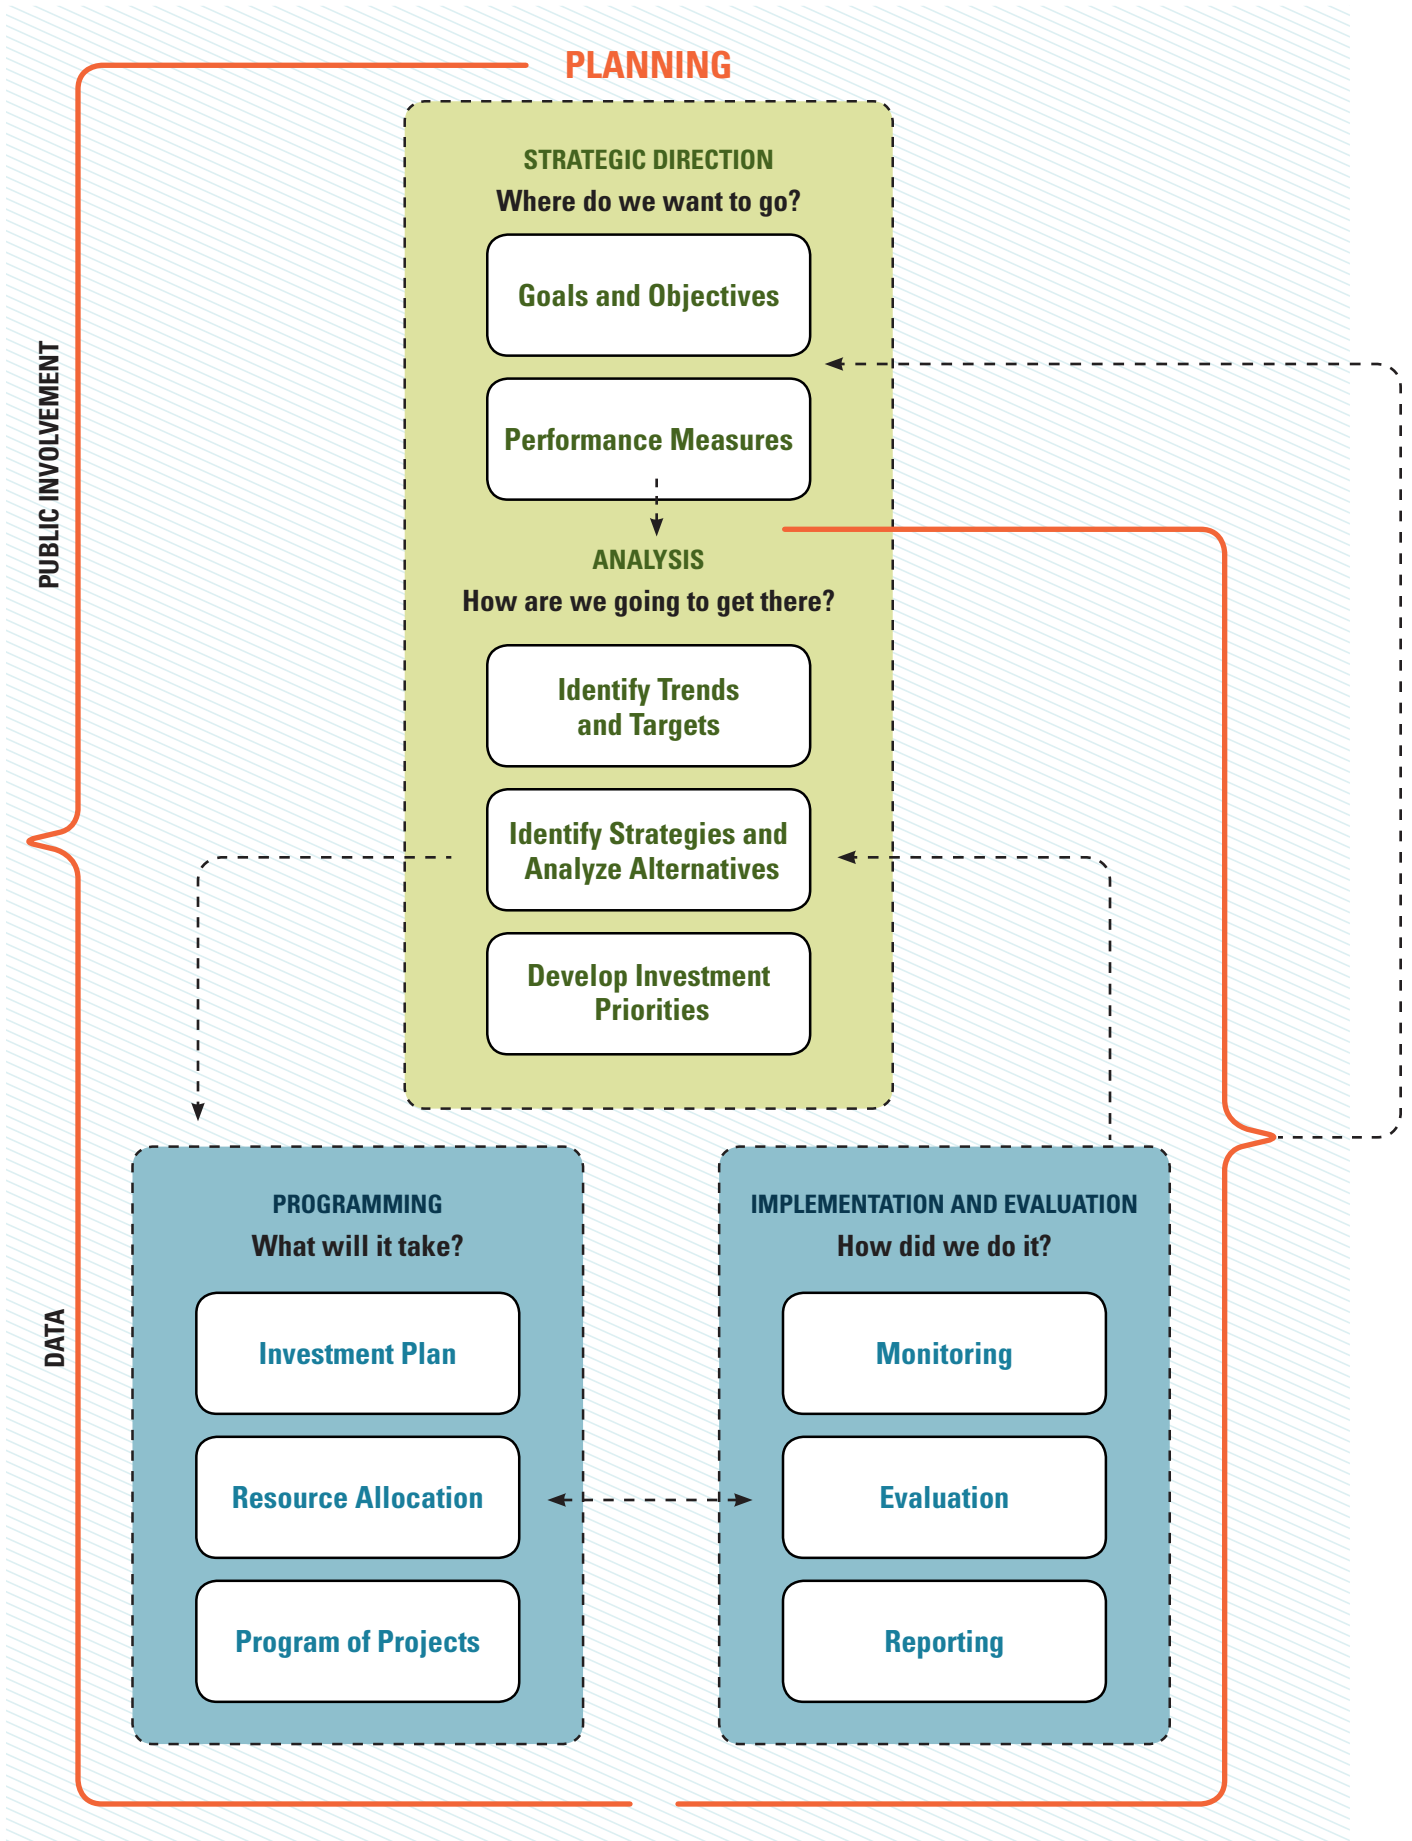 PLANNING
STRATEGIC DIRECTION
Where do we want to go?
Goals and Objectives
Performance Measures
PUBLIC INVOLVEMENT
ANALYSIS
How are we going to get there?
Identify Trends
and Targets
Identify Strategies and
Analyze Alternatives
Develop Investment
Priorities
DATA
PROGRAMMING
What will it take?
Investment Plan
Resource Allocation
Program of Projects
IMPLEMENTATION AND EVALUATION
How did we do it?
Monitoring
Evaluation
Reporting